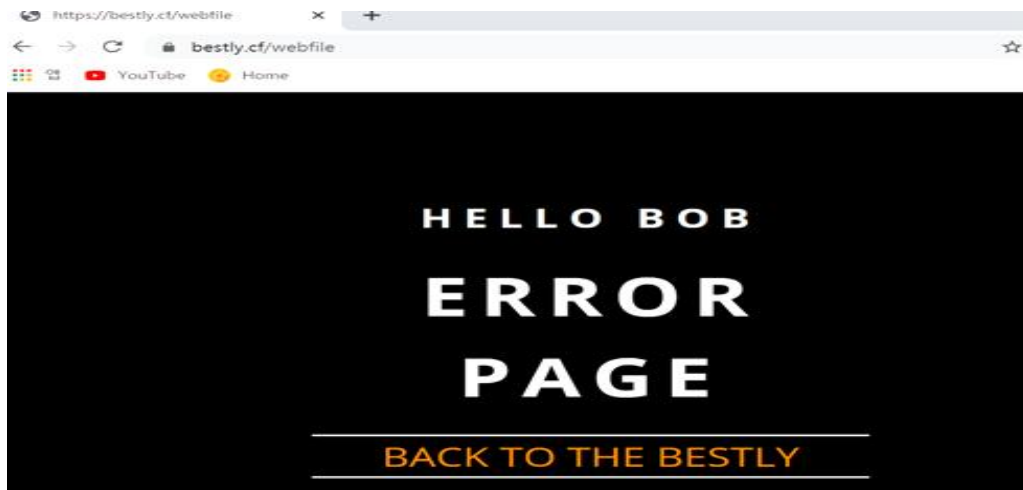 https://bestly.cf/webfile
bestly.cf/webfile
YouTube Home
HELLO BOB
ERROR
PAGE
BACK TO THE BESTLY